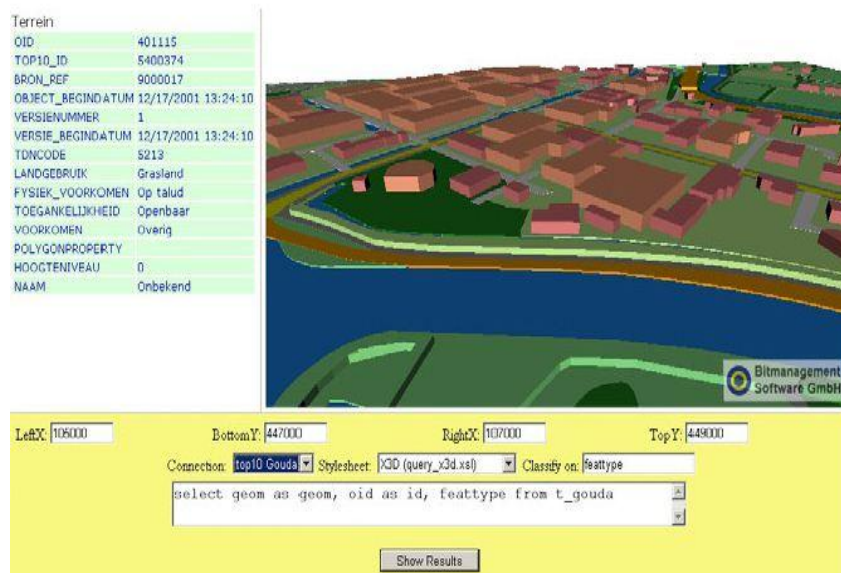 Terrein
OID 401115
TOP10_ID 5400374
BRON_REF 9000017
OBJECT_BEGINDATUM 12/17/2001 13:24:10
VERSIENUMMER 1
VERSIE_BEGINDATUM 12/17/2001 13:24:10
TDNCODE 5213
LANDGEBRUIK Grasland
FYSIEK_VOORKOMEN Op talud
TOEGANKELIJKHEID Openbaar
VOORKOMEN Overig
POLYGONPROPERTY
HOOGTENIVEAU 0
NAAM Onbekend
Bitmanagement
Software GmbH
LeftX: 105000 BottomY: 447000 RightX: 107000 TopY: 449000
Connection: top10 Gouda Stylesheet: X3D (query_x3d.xsl) Classify on: feattype
select geom as geom, oid as id, feattype from t_gouda
Show Results